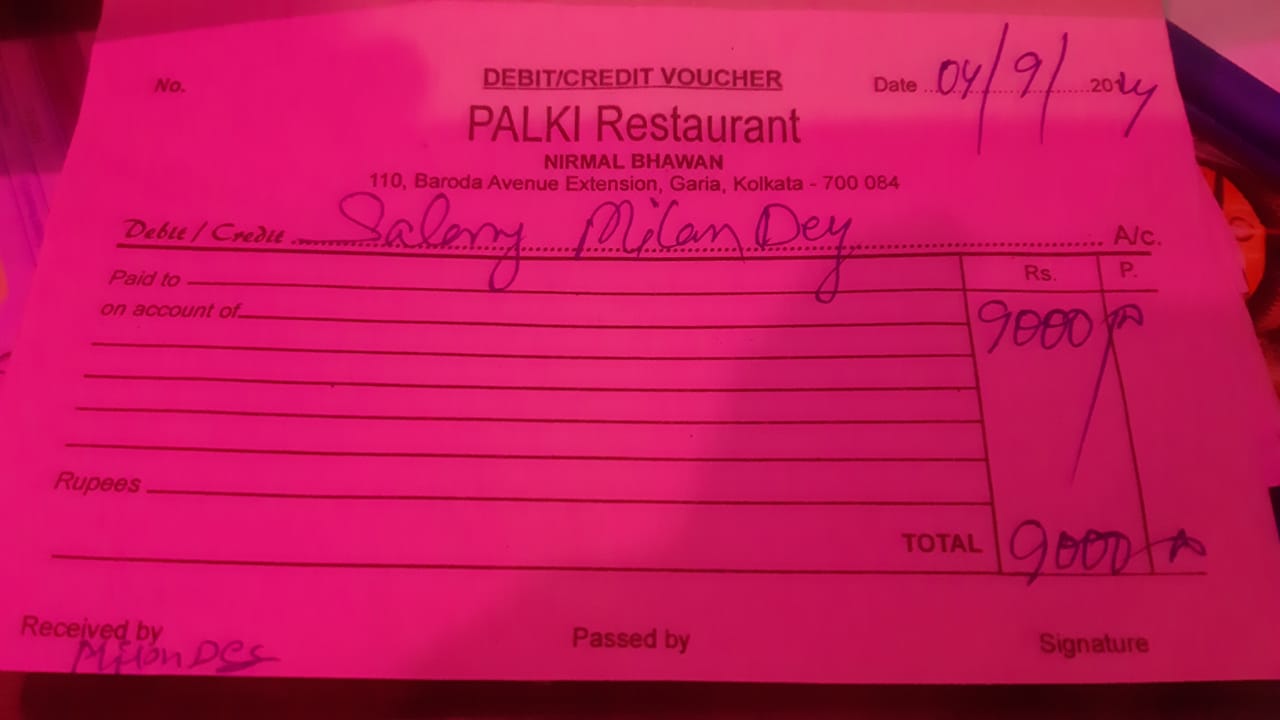 DEBIT/CREDIT VOUCHER
No. Date 04/9/2024
PALKI Restaurant
NIRMAL BHAWAN
110, Baroda Avenue Extension, Garia, Kolkata - 700 084
Debit / Credit Salary Milan Dey A/c.
Paid to Rs. P.
on account of 9000/-
Rupees
TOTAL 9000/-
Received by Passed by Signature
Milon Des